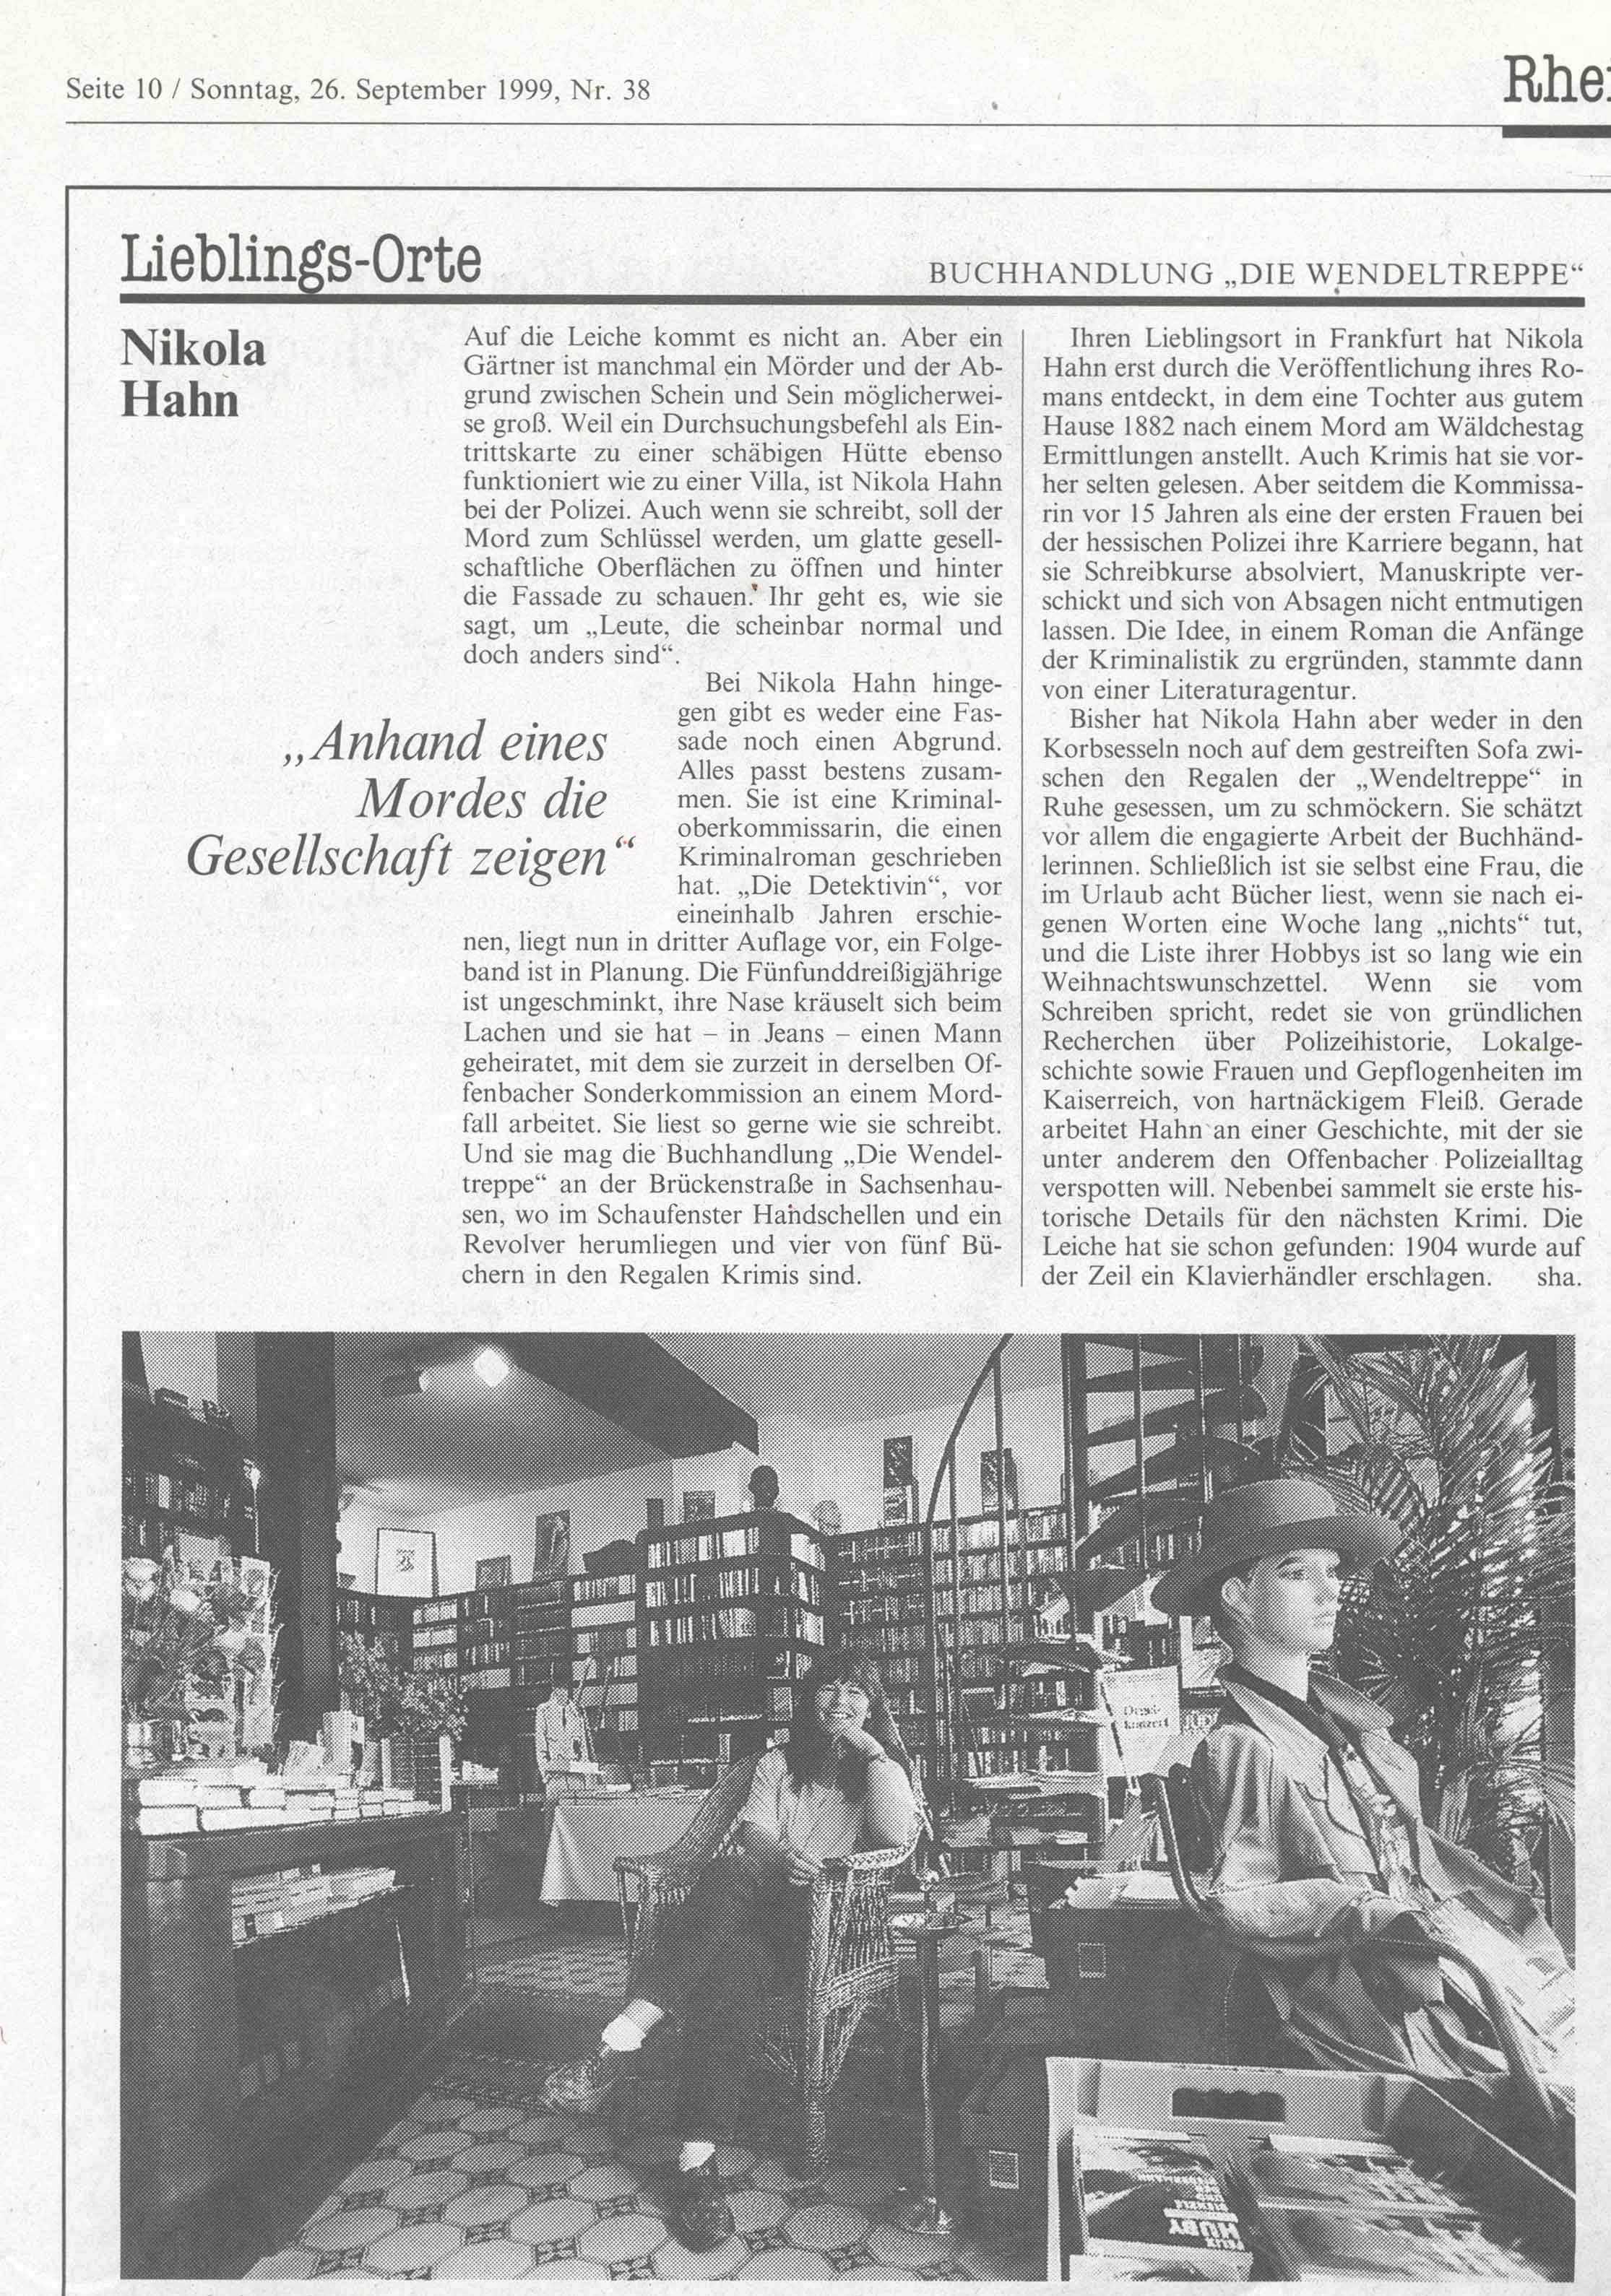 Seite 10 / Sonntag, 26. September 1999, Nr. 38
Lieblings-Orte
BUCHHANDLUNG „DIE WENDELTREPPE“
Nikola
Hahn
Auf die Leiche kommt es nicht an. Aber ein
Gärtner ist manchmal ein Mörder und der Ab-
grund zwischen Schein und Sein möglicherwei-
se groß. Weil ein Durchsuchungsbefehl als Ein-
trittskarte zu einer schäbigen Hütte ebenso
funktioniert wie zu einer Villa, ist Nikola Hahn
bei der Polizei. Auch wenn sie schreibt, soll der
Mord zum Schlüssel werden, um glatte gesell-
schaftliche Oberflächen zu öffnen und hinter
die Fassade zu schauen. Ihr geht es, wie sie
sagt, um „Leute, die scheinbar normal und
doch anders sind“.
„Anhand eines
Mordes die
Gesellschaft zeigen“
Bei Nikola Hahn hinge-
gen gibt es weder eine Fas-
sade noch einen Abgrund.
Alles passt bestens zusam-
men. Sie ist eine Kriminal-
oberkommissarin, die einen
Kriminalroman geschrieben
hat. „Die Detektivin“, vor
eineinhalb Jahren erschie-
nen, liegt nun in dritter Auflage vor, ein Folge-
band ist in Planung. Die Fünfunddreißigjährige
ist ungeschminkt, ihre Nase kräuselt sich beim
Lachen und sie hat – in Jeans – einen Mann
geheiratet, mit dem sie zurzeit in derselben Of-
fenbacher Sonderkommission an einem Mord-
fall arbeitet. Sie liest so gerne wie sie schreibt.
Und sie mag die Buchhandlung „Die Wendel-
treppe“ an der Brückenstraße in Sachsenhau-
sen, wo im Schaufenster Handschellen und ein
Revolver herumliegen und vier von fünf Bü-
chern in den Regalen Krimis sind.
Ihren Lieblingsort in Frankfurt hat Nikola
Hahn erst durch die Veröffentlichung ihres Ro-
mans entdeckt, in dem eine Tochter aus gutem
Hause 1882 nach einem Mord am Wäldchestag
Ermittlungen anstellt. Auch Krimis hat sie vor-
her selten gelesen. Aber seitdem die Kommissa-
rin vor 15 Jahren als eine der ersten Frauen bei
der hessischen Polizei ihre Karriere begann, hat
sie Schreibkurse absolviert, Manuskripte ver-
schickt und sich von Absagen nicht entmutigen
lassen. Die Idee, in einem Roman die Anfänge
der Kriminalistik zu ergründen, stammte dann
von einer Literaturagentur.
Bisher hat Nikola Hahn aber weder in den
Korbsesseln noch auf dem gestreiften Sofa zwi-
schen den Regalen der „Wendeltreppe“ in
Ruhe gesessen, um zu schmöckern. Sie schätzt
vor allem die engagierte Arbeit der Buchhänd-
lerinnen. Schließlich ist sie selbst eine Frau, die
im Urlaub acht Bücher liest, wenn sie nach ei-
genen Worten eine Woche lang „nichts“ tut,
und die Liste ihrer Hobbys ist so lang wie ein
Weihnachtswunschzettel. Wenn sie vom
Schreiben spricht, redet sie von gründlichen
Recherchen über Polizeihistorie, Lokalge-
schichte sowie Frauen und Gepflogenheiten im
Kaiserreich, von hartnäckigem Fleiß. Gerade
arbeitet Hahn an einer Geschichte, mit der sie
unter anderem den Offenbacher Polizeialltag
verspotten will. Nebenbei sammelt sie erste his-
torische Details für den nächsten Krimi. Die
Leiche hat sie schon gefunden: 1904 wurde auf
der Zeil ein Klavierhändler erschlagen. sha.
HUBY